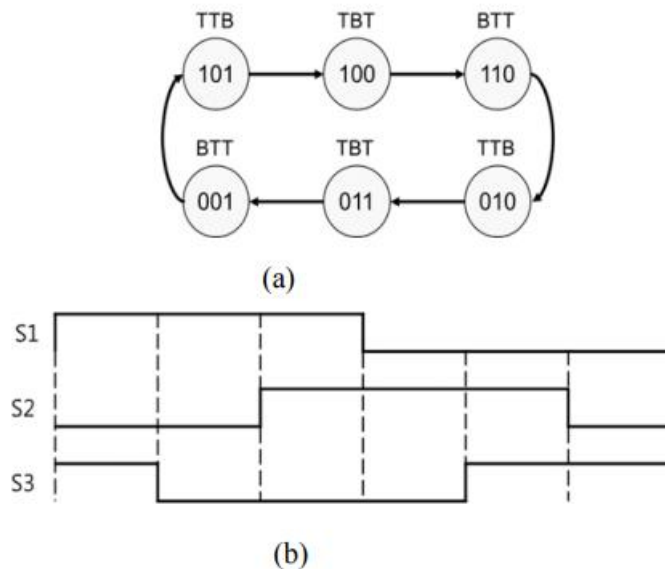 TTB TBT BTT
101 100 110
BTT TBT TTB
001 011 010
(a)
S1
S2
S3
(b)